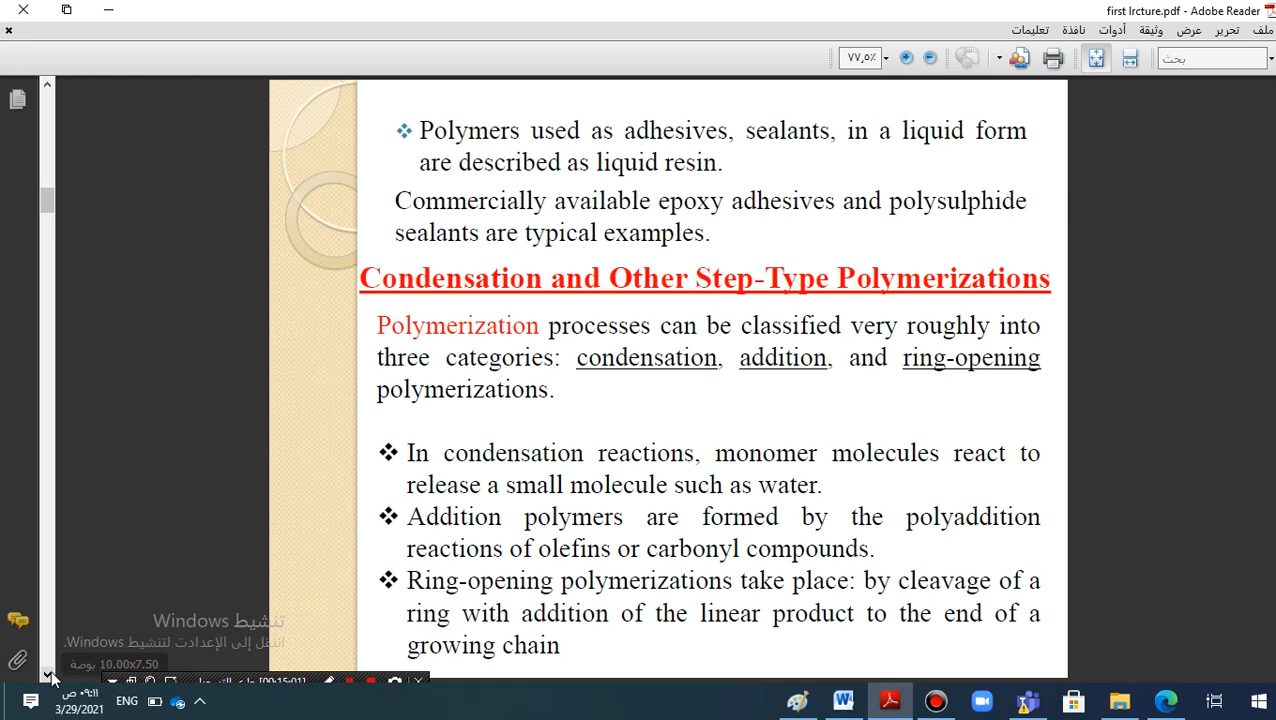 first lrcture.pdf - Adobe Reader
ملف تحرير عرض وثيقة أدوات نافذة تعليمات
٧٧,٥٪
بحث
❖ Polymers used as adhesives, sealants, in a liquid form
are described as liquid resin.
Commercially available epoxy adhesives and polysulphide
sealants are typical examples.
Condensation and Other Step-Type Polymerizations
Polymerization processes can be classified very roughly into
three categories: condensation, addition, and ring-opening
polymerizations.
❖ In condensation reactions, monomer molecules react to
release a small molecule such as water.
❖ Addition polymers are formed by the polyaddition
reactions of olefins or carbonyl compounds.
❖ Ring-opening polymerizations take place: by cleavage of a
ring with addition of the linear product to the end of a
growing chain
تنشيط Windows
انتقل إلى الإعدادت لتنشيط Windows.
10.00x7.50 بوصة
[00:15:01]
٠٩:١١ ص
3/29/2021
ENG